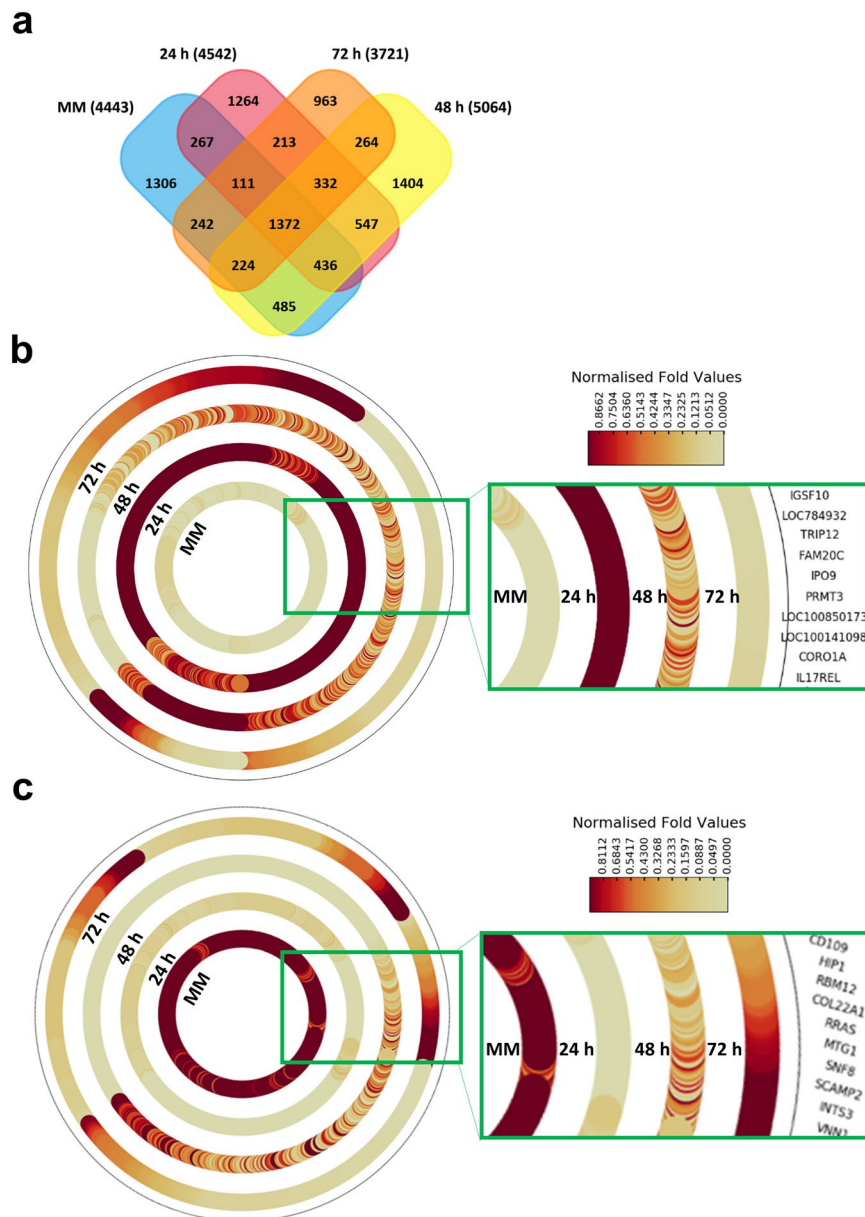 a
24 h (4542)
72 h (3721)
MM (4443)
48 h (5064)
1264
963
267
213
264
1306
111
332
1404
242
1372
547
224
436
485
b
Normalised Fold Values
0.8662
0.7504
0.6360
0.5143
0.4244
0.3347
0.2325
0.1213
0.0512
0.0000
72 h
48 h
24 h
MM
MM
24 h
48 h
72 h
IGSF10
LOC784932
TRIP12
FAM20C
IPO9
PRMT3
LOC100850173
LOC100141098
CORO1A
IL17REL
c
Normalised Fold Values
0.8112
0.6843
0.5417
0.4300
0.3268
0.2333
0.1597
0.0887
0.0497
0.0000
72 h
48 h
24 h
MM
MM
24 h
48 h
72 h
CD109
HIP1
RBM12
COL22A1
RRAS
MTG1
SNF8
SCAMP2
INTS3
VNN1